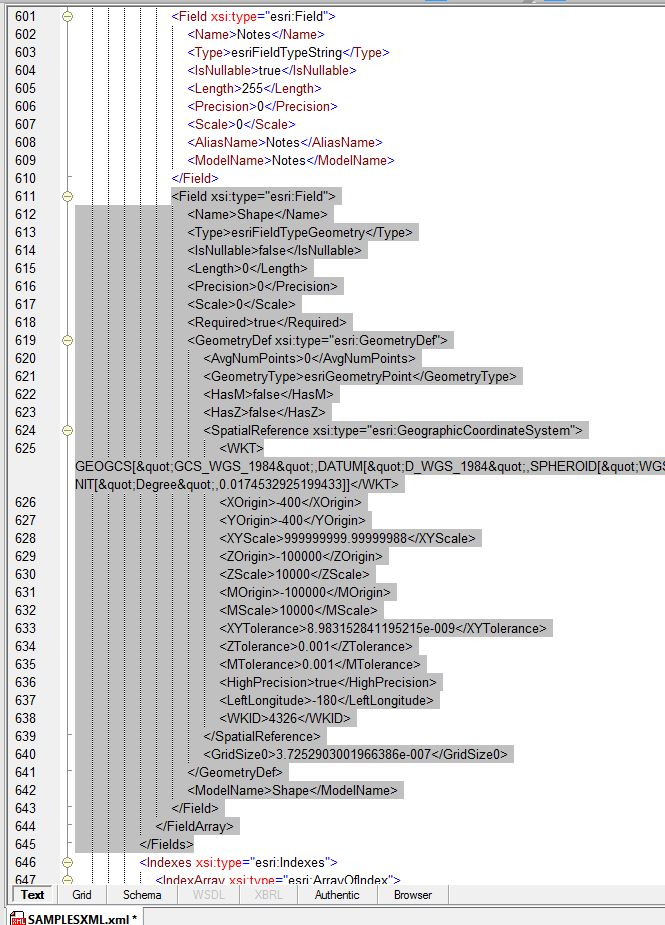 601 <Field xsi:type="esri:Field">
602 <Name>Notes</Name>
603 <Type>esriFieldTypeString</Type>
604 <IsNullable>true</IsNullable>
605 <Length>255</Length>
606 <Precision>0</Precision>
607 <Scale>0</Scale>
608 <AliasName>Notes</AliasName>
609 <ModelName>Notes</ModelName>
610 </Field>
611 <Field xsi:type="esri:Field">
612 <Name>Shape</Name>
613 <Type>esriFieldTypeGeometry</Type>
614 <IsNullable>false</IsNullable>
615 <Length>0</Length>
616 <Precision>0</Precision>
617 <Scale>0</Scale>
618 <Required>true</Required>
619 <GeometryDef xsi:type="esri:GeometryDef">
620 <AvgNumPoints>0</AvgNumPoints>
621 <GeometryType>esriGeometryPoint</GeometryType>
622 <HasM>false</HasM>
623 <HasZ>false</HasZ>
624 <SpatialReference xsi:type="esri:GeographicCoordinateSystem">
625 <WKT>
GEOGCS[&quot;GCS_WGS_1984&quot;,DATUM[&quot;D_WGS_1984&quot;,SPHEROID[&quot;WGS
NIT[&quot;Degree&quot;,0.0174532925199433]]</WKT>
626 <XOrigin>-400</XOrigin>
627 <YOrigin>-400</YOrigin>
628 <XYScale>999999999.99999988</XYScale>
629 <ZOrigin>-100000</ZOrigin>
630 <ZScale>10000</ZScale>
631 <MOrigin>-100000</MOrigin>
632 <MScale>10000</MScale>
633 <XYTolerance>8.983152841195215e-009</XYTolerance>
634 <ZTolerance>0.001</ZTolerance>
635 <MTolerance>0.001</MTolerance>
636 <HighPrecision>true</HighPrecision>
637 <LeftLongitude>-180</LeftLongitude>
638 <WKID>4326</WKID>
639 </SpatialReference>
640 <GridSize0>3.7252903001966386e-007</GridSize0>
641 </GeometryDef>
642 <ModelName>Shape</ModelName>
643 </Field>
644 </FieldArray>
645 </Fields>
646 <Indexes xsi:type="esri:Indexes">
647 <IndexArray xsi:type="esri:ArrayOfIndex">
Text Grid Schema WSDL XBRL Authentic Browser
SAMPLESXML.xml *